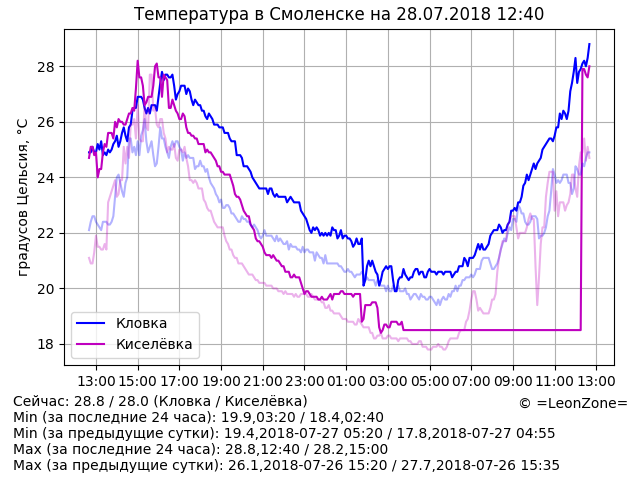 Температура в Смоленске на 28.07.2018 12:40
градусов Цельсия, °C
28
26
24
22
20
18
Кловка
Киселёвка
13:00 15:00 17:00 19:00 21:00 23:00 01:00 03:00 05:00 07:00 09:00 11:00 13:00
Сейчас: 28.8 / 28.0 (Кловка / Киселёвка)
© =LeonZone=
Min (за последние 24 часа): 19.9,03:20 / 18.4,02:40
Min (за предыдущие сутки): 19.4,2018-07-27 05:20 / 17.8,2018-07-27 04:55
Max (за последние 24 часа): 28.8,12:40 / 28.2,15:00
Max (за предыдущие сутки): 26.1,2018-07-26 15:20 / 27.7,2018-07-26 15:35